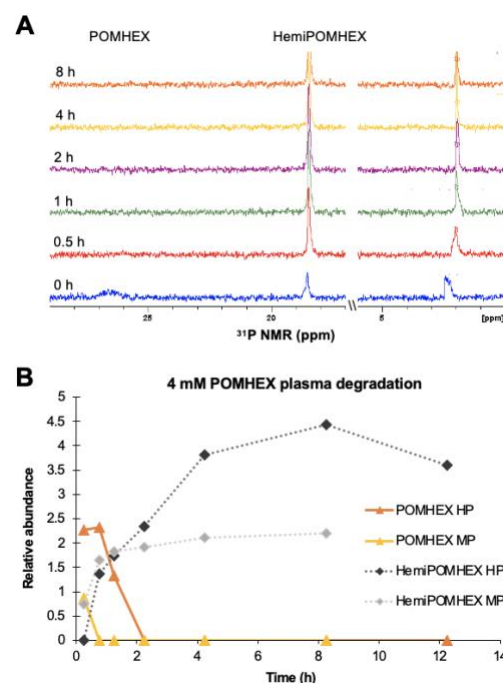 A
POMHEX HemiPOMHEX
8 h
4 h
2 h
1 h
0.5 h
0 h
25 20 5 [ppm]
³¹P NMR (ppm)
B
4 mM POMHEX plasma degradation
5
4.5
4
3.5
3
2.5
2
1.5
1
0.5
0
Relative abundance
POMHEX HP
POMHEX MP
HemiPOMHEX HP
HemiPOMHEX MP
0 2 4 6 8 10 12 14
Time (h)